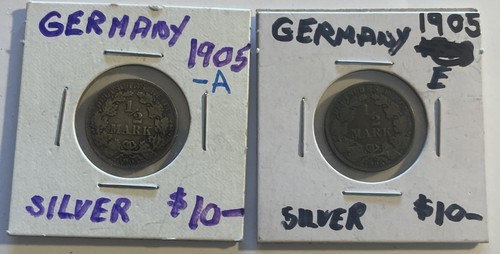 GERMANY
1905
-A
1/2
MARK
SILVER $10-
GERMANY 1905
E
1/2
MARK
SILVER $10-